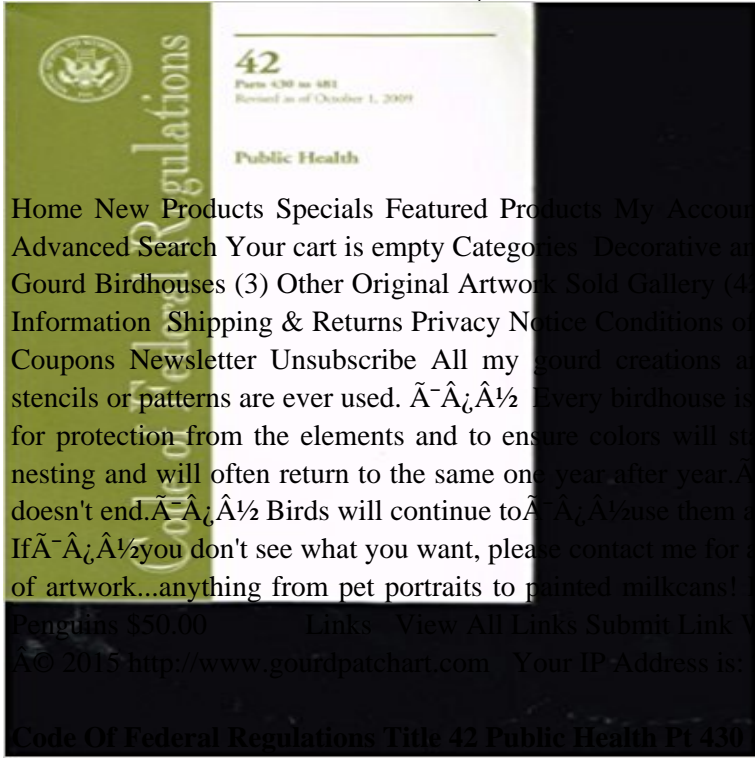 42
Parts 430 to 481
Revised as of October 1, 2009
Public Health
Code of Federal Regulations
Home New Products Specials Featured Products My Accoun
Advanced Search Your cart is empty Categories Decorative an
Gourd Birdhouses (3) Other Original Artwork Sold Gallery (4
Information Shipping & Returns Privacy Notice Conditions of
Coupons Newsletter Unsubscribe All my gourd creations a
stencils or patterns are ever used. Ã¯Â¿Â½ Every birdhouse is
for protection from the elements and to ensure colors will sta
nesting and will often return to the same one year after year.Ã
doesn't end.Ã¯Â¿Â½ Birds will continue toÃ¯Â¿Â½use them a
IfÃ¯Â¿Â½you don't see what you want, please contact me for a
of artwork...anything from pet portraits to painted milkcans!
Penguins $50.00 Links View All Links Submit Link V
Â© 2015 http://www.gourdpatchart.com Your IP Address is:
Code Of Federal Regulations Title 42 Public Health Pt 430